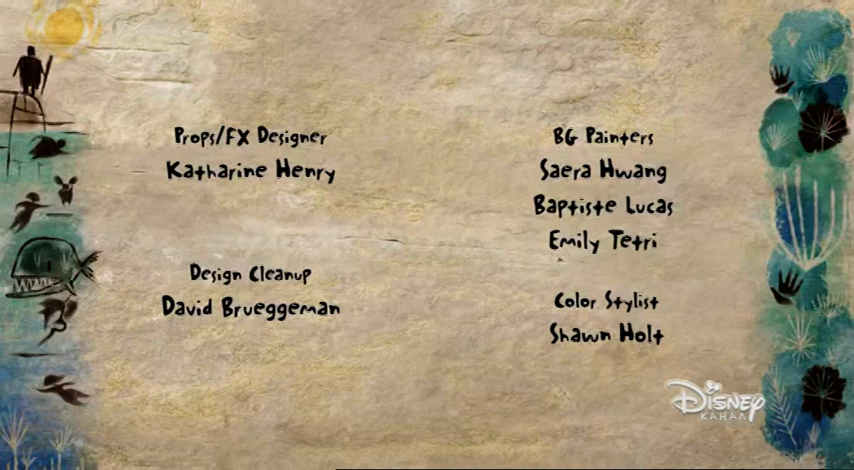 Props/FX Designer
Katharine Henry
Design Cleanup
David Brueggeman
BG Painters
Saera Hwang
Baptiste Lucas
Emily Tetri
Color Stylist
Shawn Holt
Disney
КАНАЛ